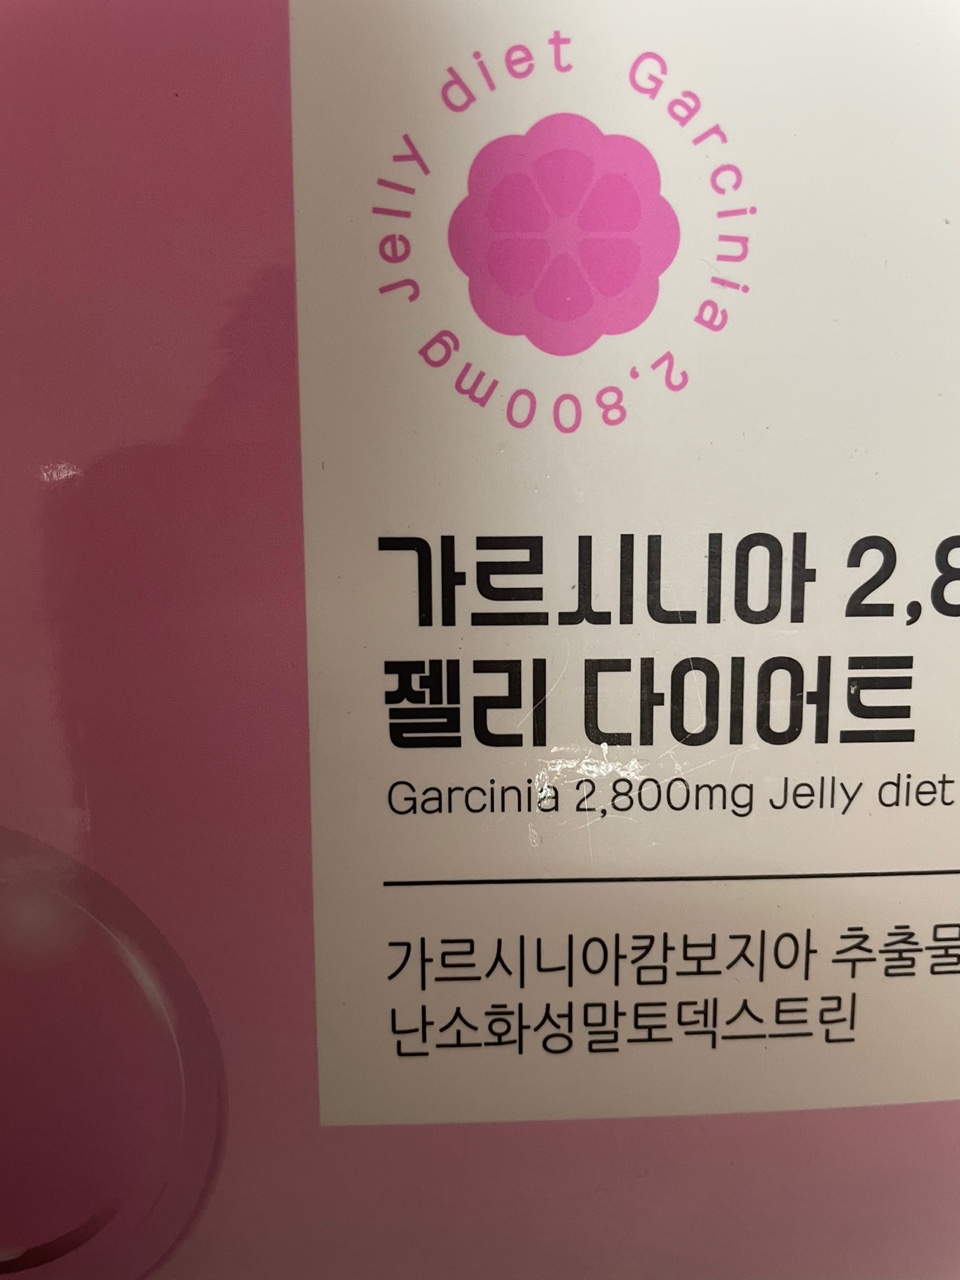 Garcinia 2,800mg Jelly diet
가르시니아 2,8
젤리 다이어트
Garcinia 2,800mg Jelly diet
가르시니아캄보지아 추출물
난소화성말토덱스트린